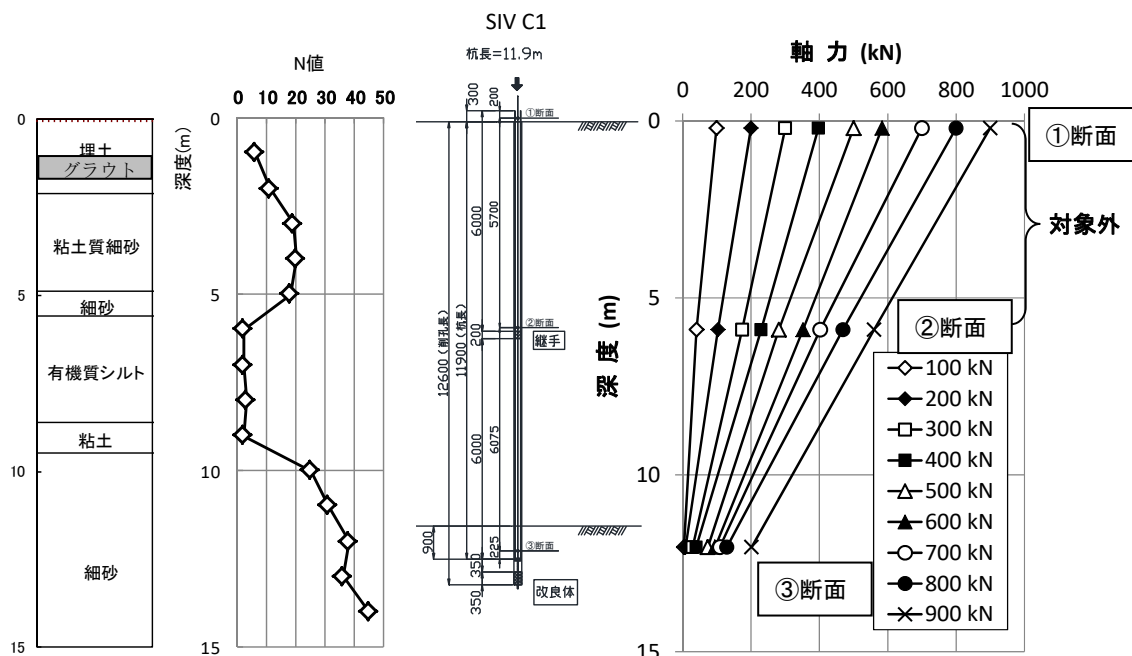 SIV C1
杭長=11.9m
N値
0 10 20 30 40 50
深度(m)
0
5
10
15
0
5
10
15
埋土
グラウト
粘土質細砂
細砂
有機質シルト
粘土
細砂
300
200
①断面
6000
5700
12600 (削孔長)
11900 (杭長)
②断面
200
継手
6000
6075
900
225
③断面
350
350
改良体
軸 力 (kN)
0 200 400 600 800 1000
深 度 (m)
0
5
10
15
①断面
対象外
②断面
③断面
100 kN
200 kN
300 kN
400 kN
500 kN
600 kN
700 kN
800 kN
900 kN